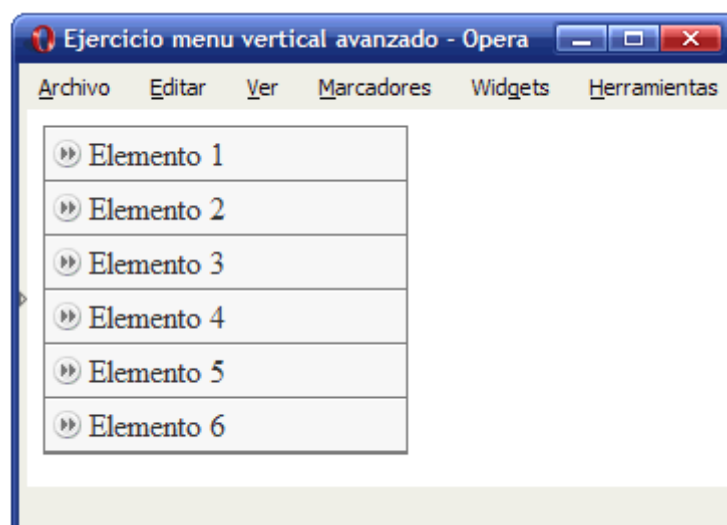 Ejercicio menu vertical avanzado - Opera
Archivo Editar Ver Marcadores Widgets Herramientas
Elemento 1
Elemento 2
Elemento 3
Elemento 4
Elemento 5
Elemento 6